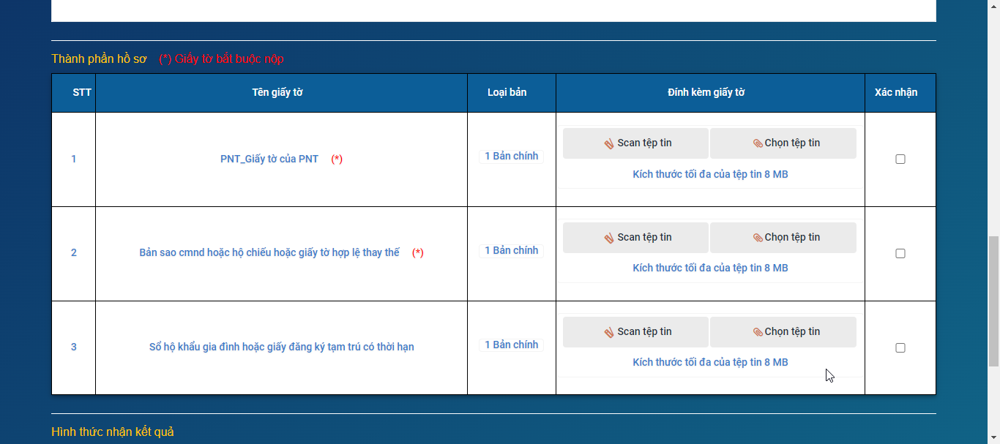 Thành phần hồ sơ (*) Giấy tờ bắt buộc nộp
STT Tên giấy tờ Loại bản Đính kèm giấy tờ Xác nhận
1 PNT_Giấy tờ của PNT (*) 1 Bản chính Scan tệp tin Chọn tệp tin
Kích thước tối đa của tệp tin 8 MB
2 Bản sao cmnd hoặc hộ chiếu hoặc giấy tờ hợp lệ thay thế (*) 1 Bản chính Scan tệp tin Chọn tệp tin
Kích thước tối đa của tệp tin 8 MB
3 Sổ hộ khẩu gia đình hoặc giấy đăng ký tạm trú có thời hạn 1 Bản chính Scan tệp tin Chọn tệp tin
Kích thước tối đa của tệp tin 8 MB
Hình thức nhận kết quả